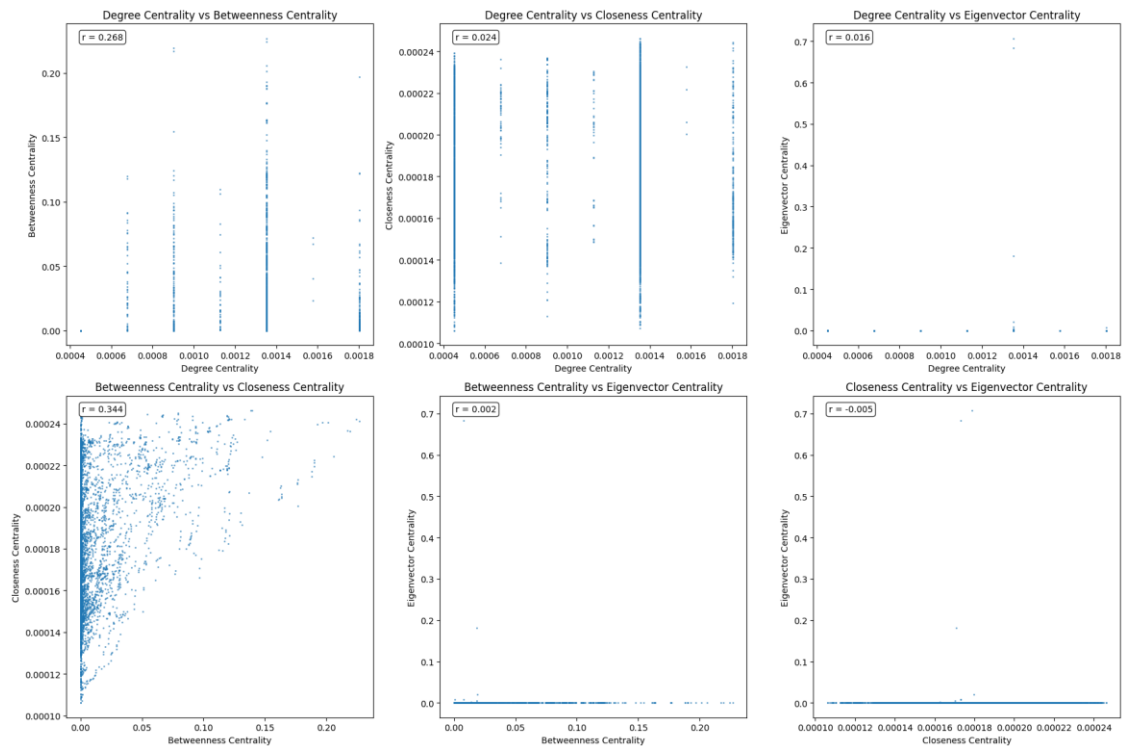 Degree Centrality vs Betweenness Centrality
r = 0.268
0.20
0.15
0.10
0.05
0.00
Betweenness Centrality
0.0004 0.0006 0.0008 0.0010 0.0012 0.0014 0.0016 0.0018
Degree Centrality
Degree Centrality vs Closeness Centrality
r = 0.024
0.00024
0.00022
0.00020
0.00018
0.00016
0.00014
0.00012
0.00010
Closeness Centrality
0.0004 0.0006 0.0008 0.0010 0.0012 0.0014 0.0016 0.0018
Degree Centrality
Degree Centrality vs Eigenvector Centrality
r = 0.016
0.7
0.6
0.5
0.4
0.3
0.2
0.1
0.0
Eigenvector Centrality
0.0004 0.0006 0.0008 0.0010 0.0012 0.0014 0.0016 0.0018
Degree Centrality
Betweenness Centrality vs Closeness Centrality
r = 0.344
0.00024
0.00022
0.00020
0.00018
0.00016
0.00014
0.00012
0.00010
Closeness Centrality
0.00 0.05 0.10 0.15 0.20
Betweenness Centrality
Betweenness Centrality vs Eigenvector Centrality
r = 0.002
0.7
0.6
0.5
0.4
0.3
0.2
0.1
0.0
Eigenvector Centrality
0.00 0.05 0.10 0.15 0.20
Betweenness Centrality
Closeness Centrality vs Eigenvector Centrality
r = -0.005
0.7
0.6
0.5
0.4
0.3
0.2
0.1
0.0
Eigenvector Centrality
0.00010 0.00012 0.00014 0.00016 0.00018 0.00020 0.00022 0.00024
Closeness Centrality